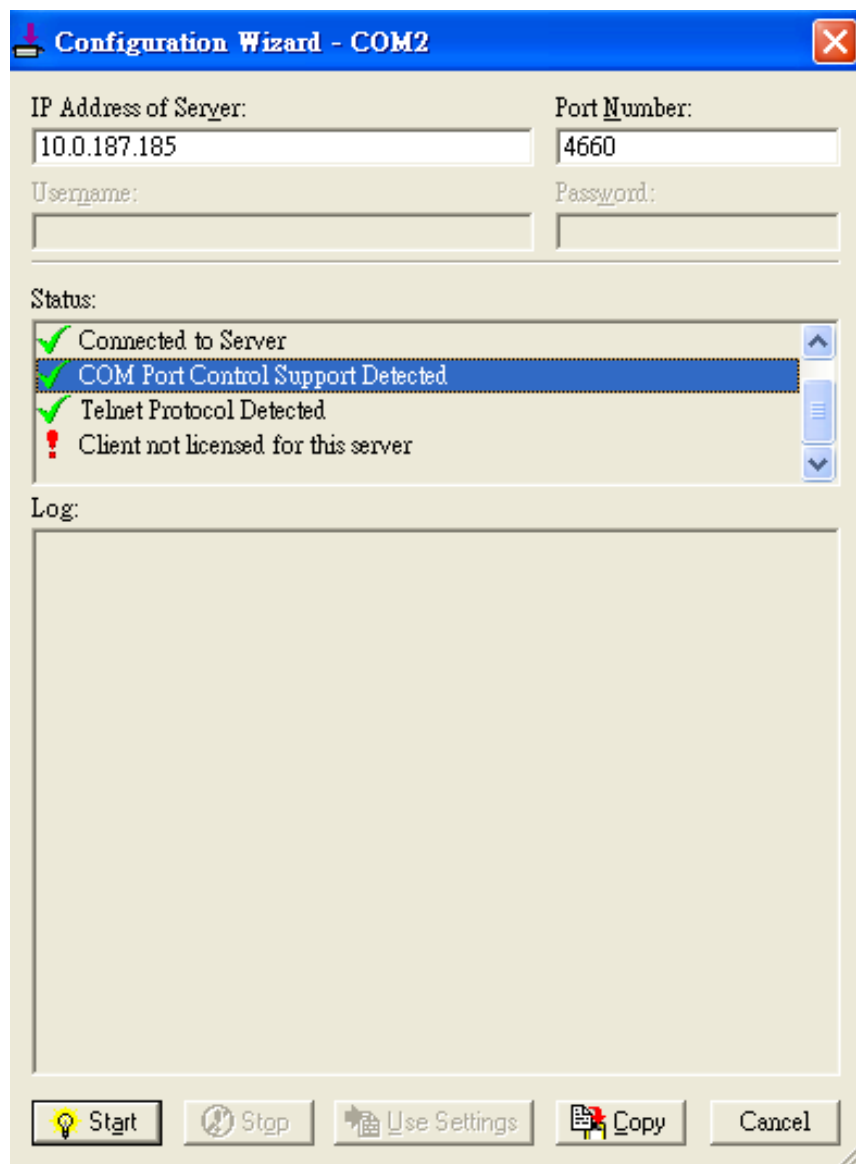 Configuration Wizard - COM2
IP Address of Server:
Port Number:
10.0.187.185
4660
Username:
Password:
Status:
Connected to Server
COM Port Control Support Detected
Telnet Protocol Detected
Client not licensed for this server
Log:
Start
Stop
Use Settings
Copy
Cancel